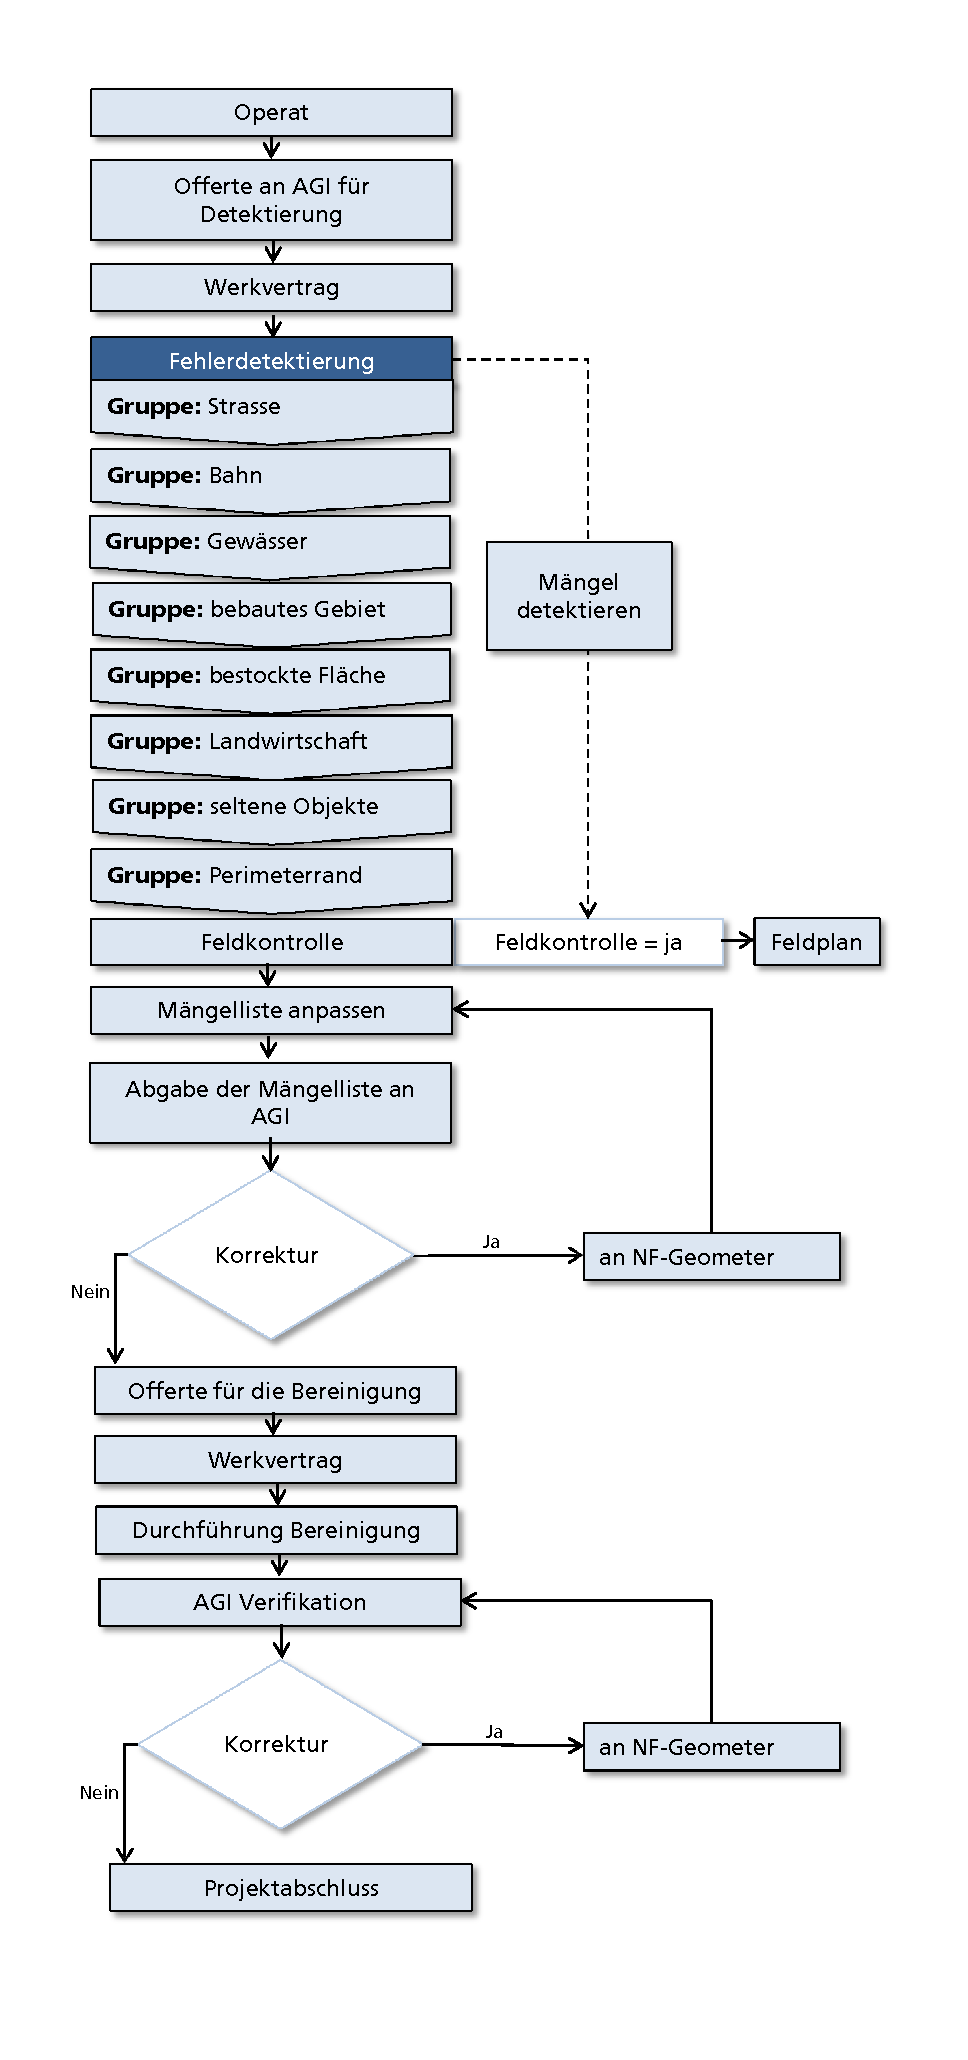 Operat
Offerte an AGI für
Detektierung
Werkvertrag
Fehlerdetektierung
Gruppe: Strasse
Gruppe: Bahn
Gruppe: Gewässer
Gruppe: bebautes Gebiet
Mängel
detektieren
Gruppe: bestockte Fläche
Gruppe: Landwirtschaft
Gruppe: seltene Objekte
Gruppe: Perimeterrand
Feldkontrolle
Feldkontrolle = ja
Feldplan
Mängelliste anpassen
Abgabe der Mängelliste an
AGI
Korrektur
Ja
an NF-Geometer
Nein
Offerte für die Bereinigung
Werkvertrag
Durchführung Bereinigung
AGI Verifikation
Korrektur
Ja
an NF-Geometer
Nein
Projektabschluss